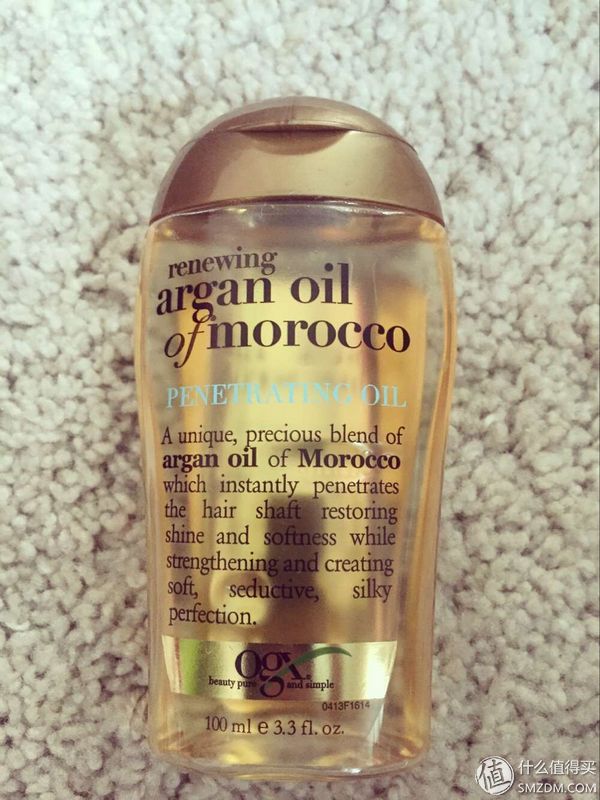 renewing
argan oil
of morocco
PENETRATING OIL
A unique, precious blend of
argan oil of Morocco
which instantly penetrates
the hair shaft restoring
shine and softness while
strengthening and creating
soft, seductive, silky
perfection.
ogx
beauty pure and simple
0413F1614
100 ml e 3.3 fl. oz.
值 什么值得买
SMZDM.COM